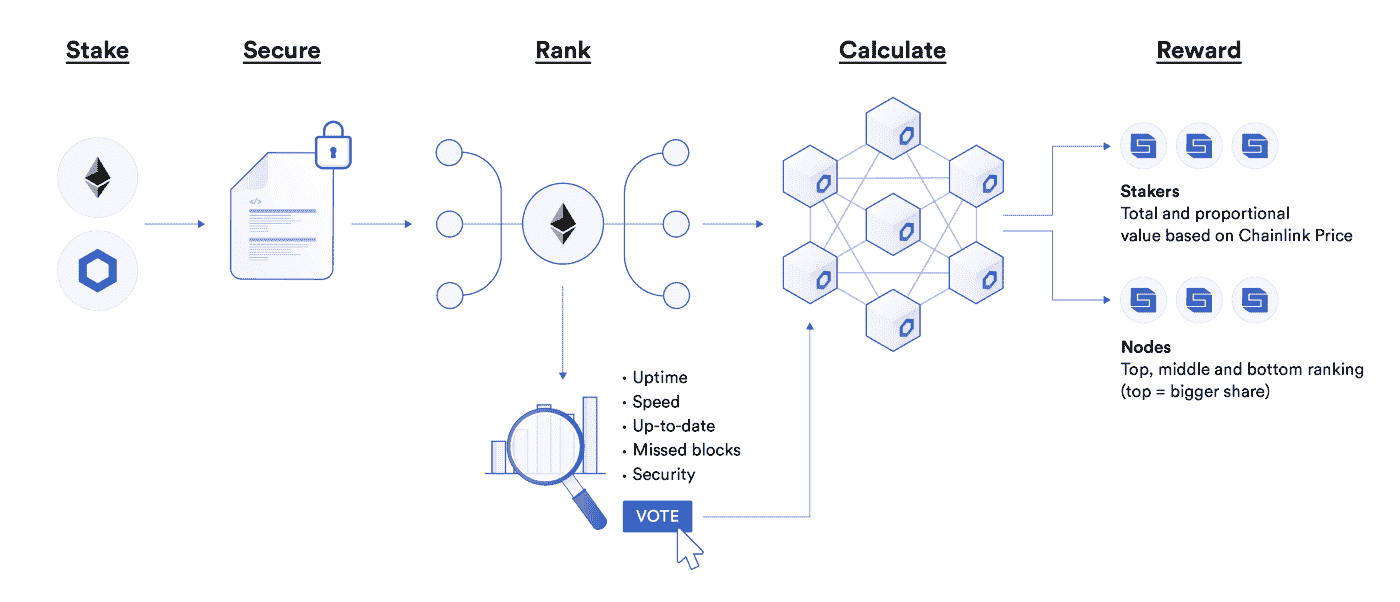 Stake
Secure
Rank
Calculate
Reward
</>
Stakers
Total and proportional
value based on Chainlink Price
Nodes
Top, middle and bottom ranking
(top = bigger share)
• Uptime
• Speed
• Up-to-date
• Missed blocks
• Security
VOTE